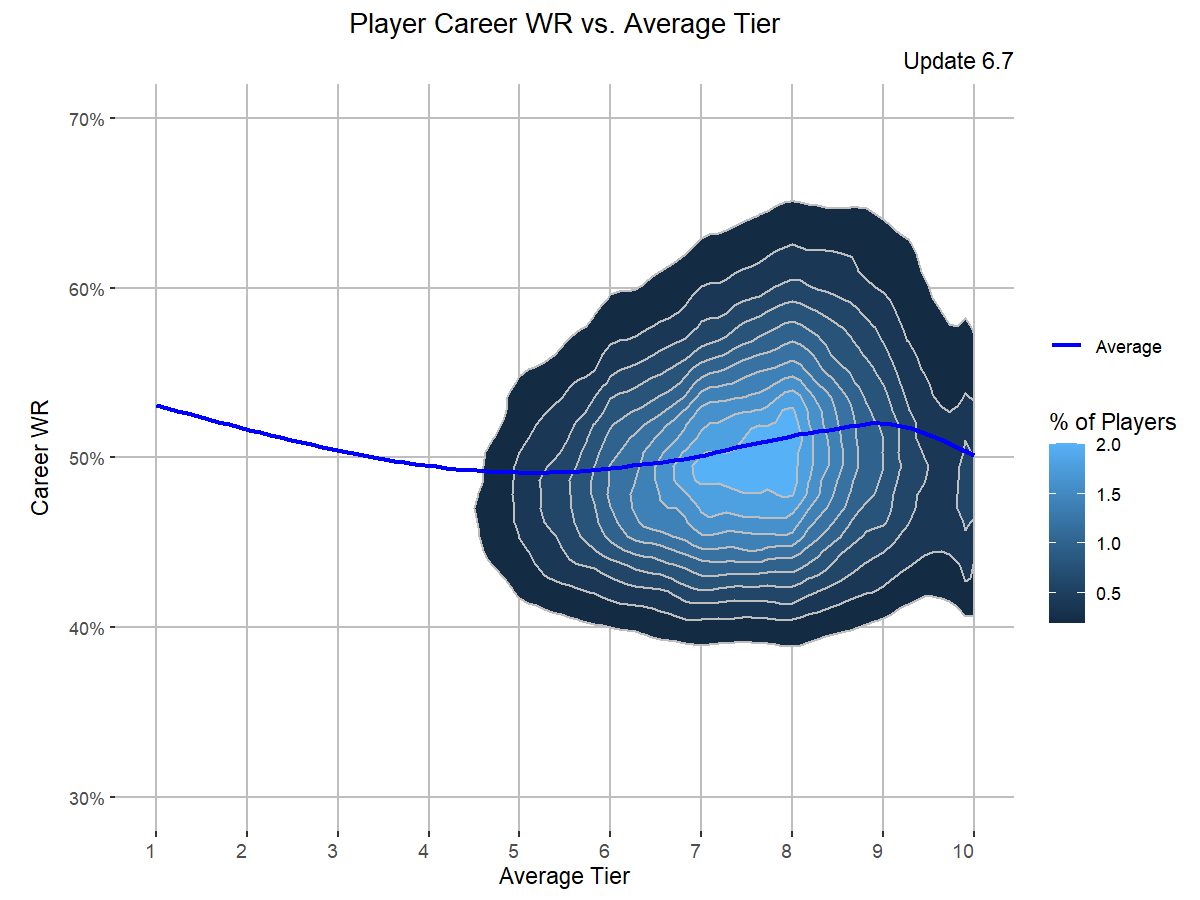 Player Career WR vs. Average Tier
Update 6.7
70%
60%
50%
40%
30%
Career WR
1 2 3 4 5 6 7 8 9 10
Average Tier
Average
% of Players
2.0
1.5
1.0
0.5